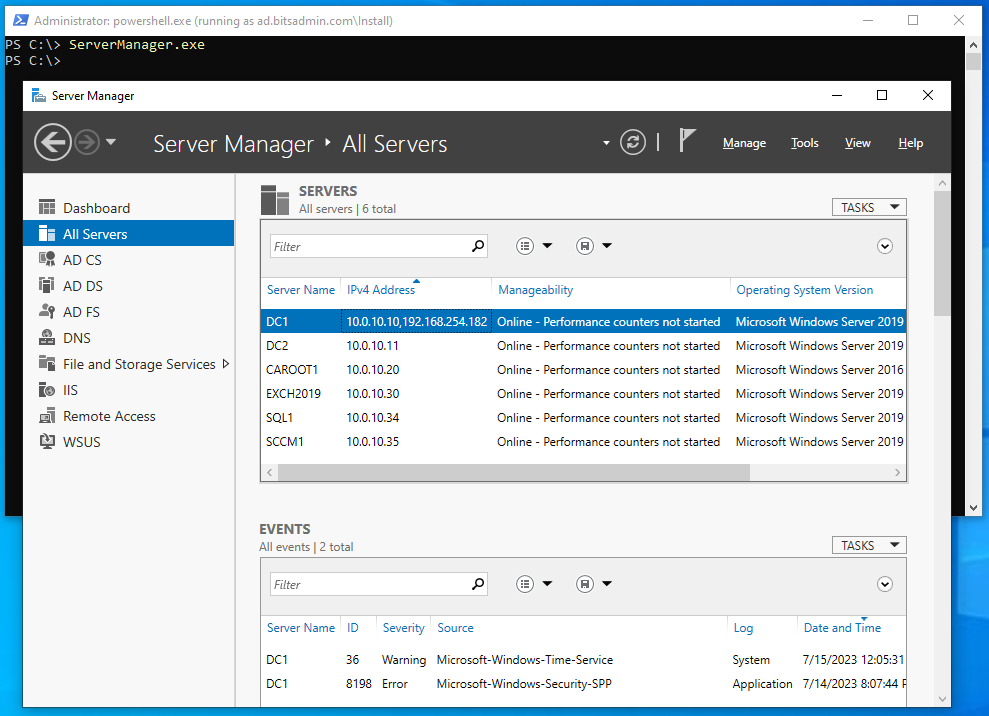 Administrator: powershell.exe (running as ad.bitsadmin.com\Install)
PS C:\> ServerManager.exe
PS C:\>
Server Manager
Server Manager All Servers
Manage Tools View Help
Dashboard
All Servers
AD CS
AD DS
AD FS
DNS
File and Storage Services
IIS
Remote Access
WSUS
SERVERS
All servers | 6 total
TASKS
Filter
Server Name IPv4 Address Manageability Operating System Version
DC1 10.0.10.10,192.168.254.182 Online - Performance counters not started Microsoft Windows Server 2019
DC2 10.0.10.11 Online - Performance counters not started Microsoft Windows Server 2019
CAROOT1 10.0.10.20 Online - Performance counters not started Microsoft Windows Server 2016
EXCH2019 10.0.10.30 Online - Performance counters not started Microsoft Windows Server 2019
SQL1 10.0.10.34 Online - Performance counters not started Microsoft Windows Server 2019
SCCM1 10.0.10.35 Online - Performance counters not started Microsoft Windows Server 2019
EVENTS
All events | 2 total
TASKS
Filter
Server Name ID Severity Source Log Date and Time
DC1 36 Warning Microsoft-Windows-Time-Service System 7/15/2023 12:05:31
DC1 8198 Error Microsoft-Windows-Security-SPP Application 7/14/2023 8:07:44 P